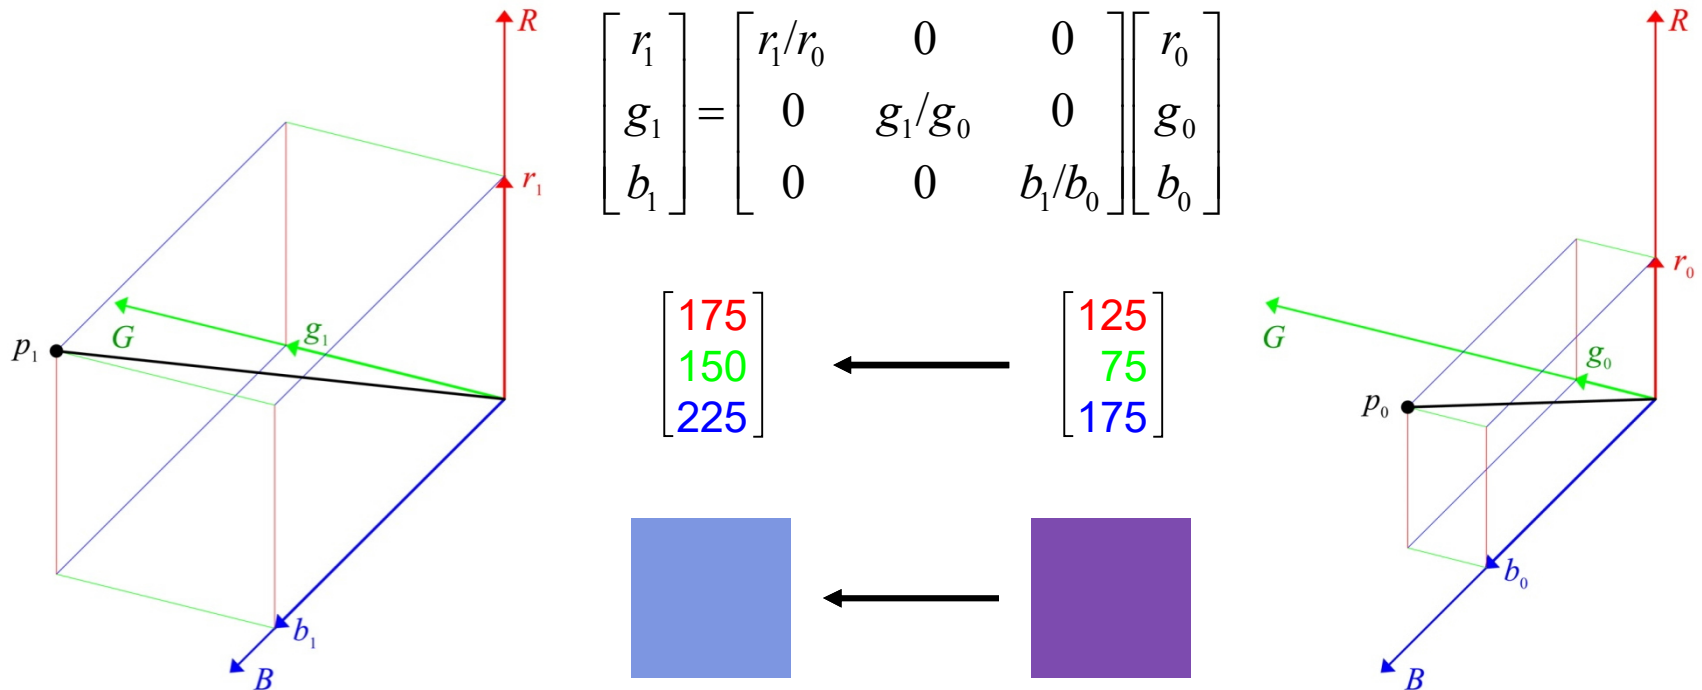 R
r₁
g₁
G
p₁
b₁
B
[r₁ g₁ b₁] = [r₁/r₀ 0 0; 0 g₁/g₀ 0; 0 0 b₁/b₀] [r₀ g₀ b₀]
175 125
150 75
225 175
R
r₀
G
g₀
p₀
b₀
B